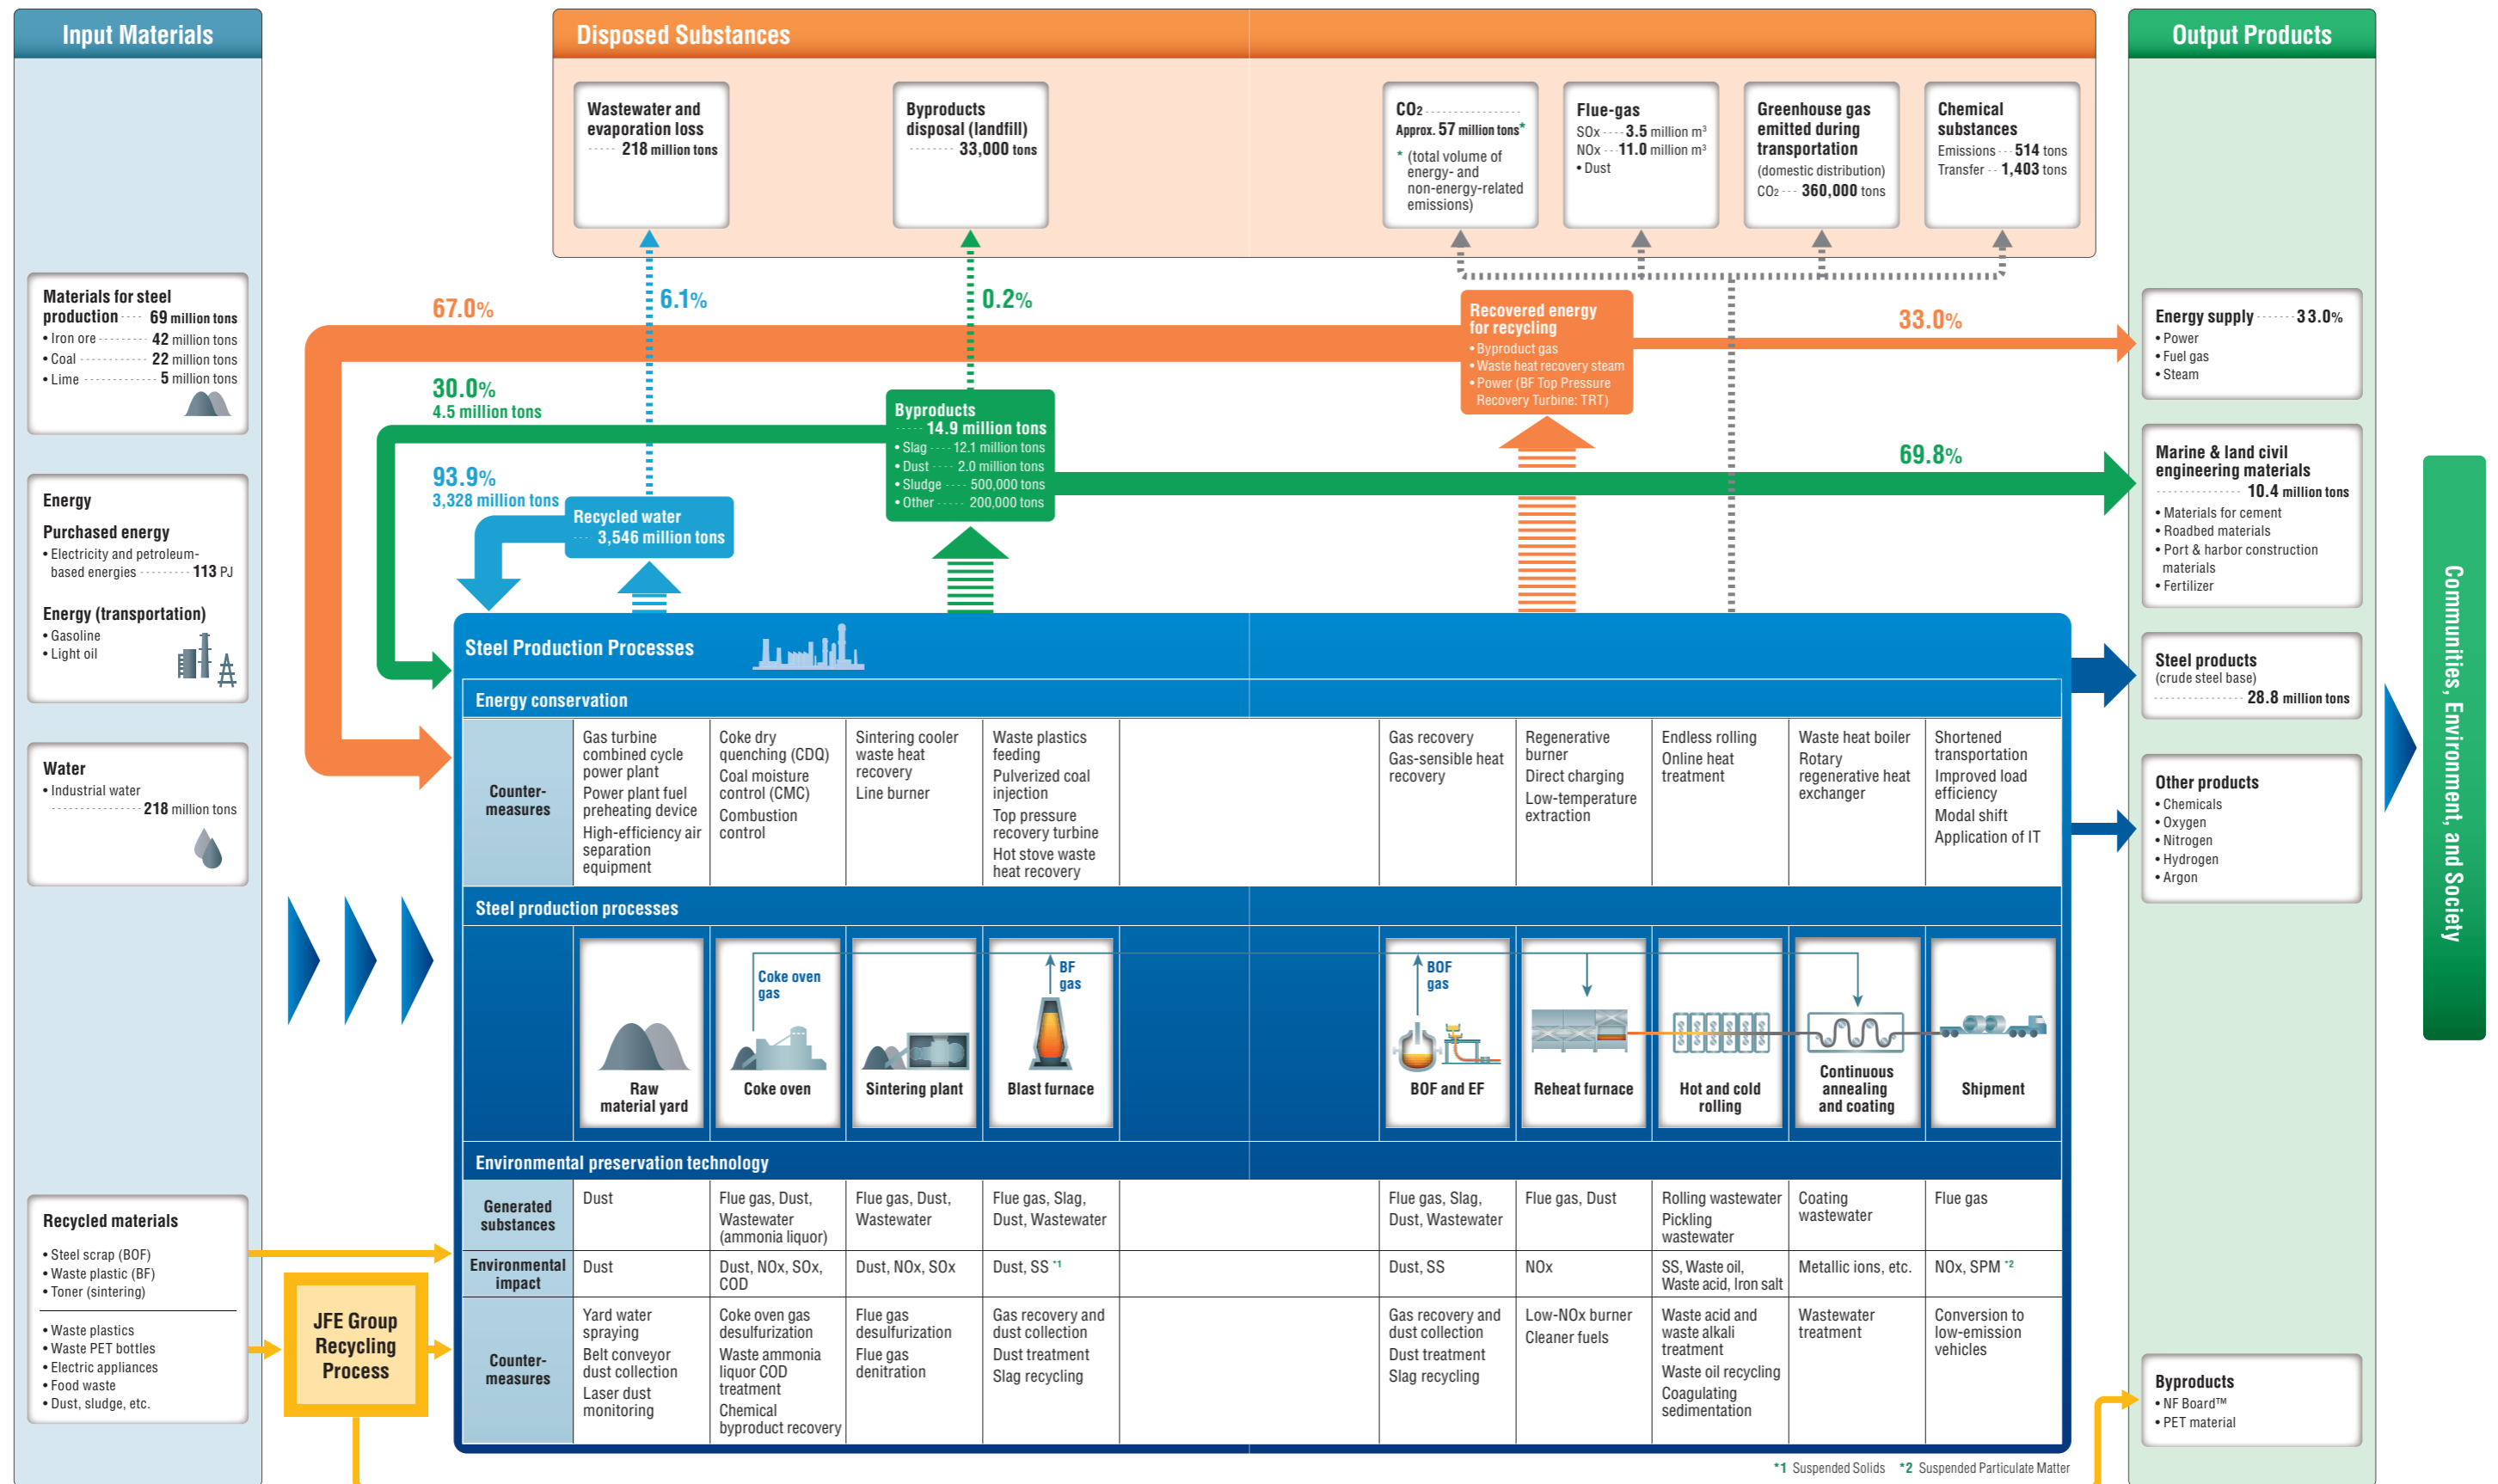 Input Materials
Materials for steel
production 69 million tons
• Iron ore 42 million tons
• Coal 22 million tons
• Lime 5 million tons
Energy
Purchased energy
• Electricity and petroleum-
based energies 113 PJ
Energy (transportation)
• Gasoline
• Light oil
Water
• Industrial water
218 million tons
Recycled materials
• Steel scrap (BOF)
• Waste plastic (BF)
• Toner (sintering)
• Waste plastics
• Waste PET bottles
• Electric appliances
• Food waste
• Dust, sludge, etc.
JFE Group
Recycling
Process
Disposed Substances
Wastewater and
evaporation loss
218 million tons
Byproducts
disposal (landfill)
33,000 tons
CO2
Approx. 57 million tons*
* (total volume of
energy- and
non-energy-related
emissions)
Flue-gas
SOx 3.5 million m³
NOx 11.0 million m³
• Dust
Greenhouse gas
emitted during
transportation
(domestic distribution)
CO2 360,000 tons
Chemical
substances
Emissions 514 tons
Transfer 1,403 tons
67.0%
6.1%
0.2%
33.0%
30.0%
4.5 million tons
93.9%
3,328 million tons
69.8%
Recycled water
3,546 million tons
Byproducts
14.9 million tons
• Slag 12.1 million tons
• Dust 2.0 million tons
• Sludge 500,000 tons
• Other 200,000 tons
Recovered energy
for recycling
• Byproduct gas
• Waste heat recovery steam
• Power (BF Top Pressure
Recovery Turbine: TRT)
Steel Production Processes
Energy conservation
Counter-
measures
Gas turbine
combined cycle
power plant
Power plant fuel
preheating device
High-efficiency air
separation
equipment
Coke dry
quenching (CDQ)
Coal moisture
control (CMC)
Combustion
control
Sintering cooler
waste heat
recovery
Line burner
Waste plastics
feeding
Pulverized coal
injection
Top pressure
recovery turbine
Hot stove waste
heat recovery
Gas recovery
Gas-sensible heat
recovery
Regenerative
burner
Direct charging
Low-temperature
extraction
Endless rolling
Online heat
treatment
Waste heat boiler
Rotary
regenerative heat
exchanger
Shortened
transportation
Improved load
efficiency
Modal shift
Application of IT
Steel production processes
Coke oven
gas
BF
gas
BOF
gas
Raw
material yard
Coke oven
Sintering plant
Blast furnace
BOF and EF
Reheat furnace
Hot and cold
rolling
Continuous
annealing
and coating
Shipment
Environmental preservation technology
Generated
substances
Dust
Flue gas, Dust,
Wastewater
(ammonia liquor)
Flue gas, Dust,
Wastewater
Flue gas, Slag,
Dust, Wastewater
Flue gas, Slag,
Dust, Wastewater
Flue gas, Dust
Rolling wastewater
Pickling
wastewater
Coating
wastewater
Flue gas
Environmental
impact
Dust
Dust, NOx, SOx,
COD
Dust, NOx, SOx
Dust, SS *1
Dust, SS
NOx
SS, Waste oil,
Waste acid, Iron salt
Metallic ions, etc.
NOx, SPM *2
Counter-
measures
Yard water
spraying
Belt conveyor
dust collection
Laser dust
monitoring
Coke oven gas
desulfurization
Waste ammonia
liquor COD
treatment
Chemical
byproduct recovery
Flue gas
desulfurization
Flue gas
denitration
Gas recovery and
dust collection
Dust treatment
Slag recycling
Gas recovery and
dust collection
Dust treatment
Slag recycling
Low-NOx burner
Cleaner fuels
Waste acid and
waste alkali
treatment
Waste oil recycling
Coagulating
sedimentation
Wastewater
treatment
Conversion to
low-emission
vehicles
*1 Suspended Solids *2 Suspended Particulate Matter
Output Products
Energy supply 33.0%
• Power
• Fuel gas
• Steam
Marine & land civil
engineering materials
10.4 million tons
• Materials for cement
• Roadbed materials
• Port & harbor construction
materials
• Fertilizer
Steel products
(crude steel base)
28.8 million tons
Other products
• Chemicals
• Oxygen
• Nitrogen
• Hydrogen
• Argon
Byproducts
• NF Board™
• PET material
Communities, Environment, and Society